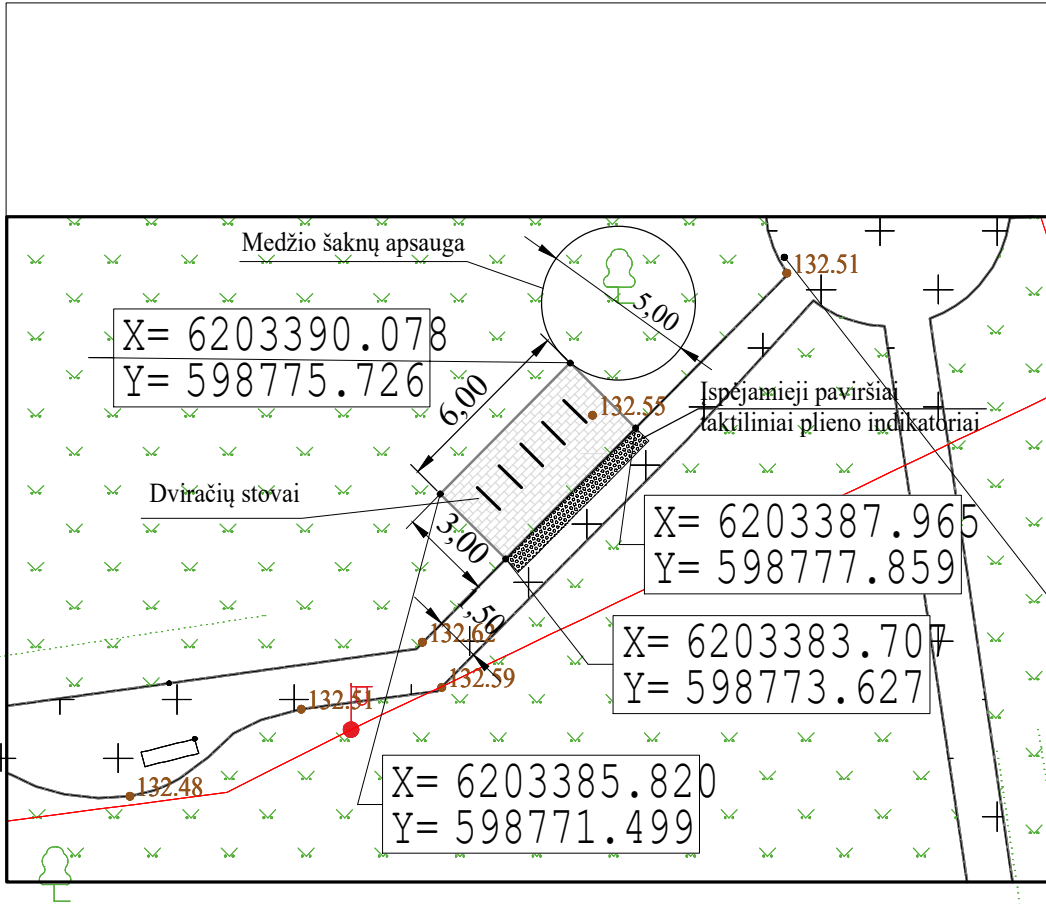 Medžio šaknų apsauga
132.51
5,00
X= 6203390.078
Y= 598775.726
6,00
Įspėjamieji paviršiai
taktiliniai plieno indikatoriai
132.55
Dviračių stovai
3,00
X= 6203387.965
Y= 598777.859
,50
132.62
X= 6203383.707
Y= 598773.627
132.59
132.51
132.48
X= 6203385.820
Y= 598771.499